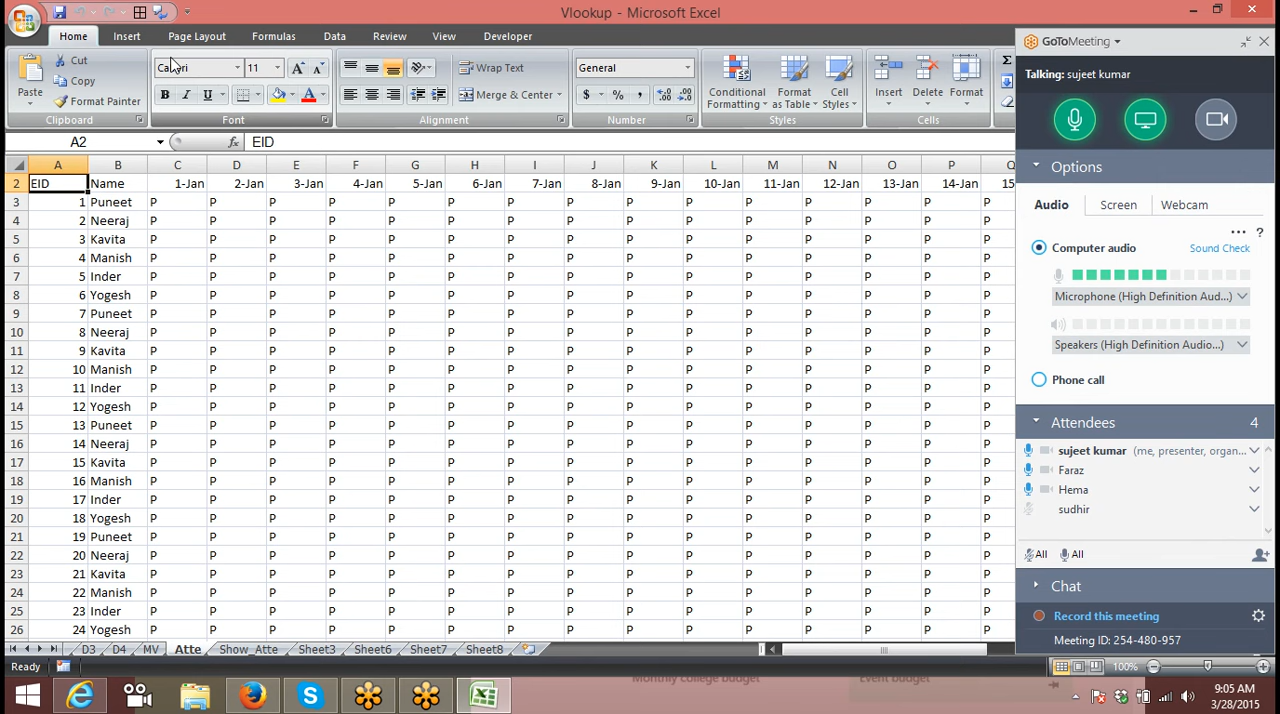 Vlookup - Microsoft Excel
Home Insert Page Layout Formulas Data Review View Developer
Paste Cut Copy Format Painter Clipboard
Calibri 11 B I U A Font
Wrap Text Merge & Center Alignment
General $ % , Number
Conditional Formatting Format as Table Cell Styles Styles
Insert Delete Format Cells
A2 fx EID
A B C D E F G H I J K L M N O P Q
2 EID Name 1-Jan 2-Jan 3-Jan 4-Jan 5-Jan 6-Jan 7-Jan 8-Jan 9-Jan 10-Jan 11-Jan 12-Jan 13-Jan 14-Jan 15
3 1 Puneet P P P P P P P P P P P P P P P
4 2 Neeraj P P P P P P P P P P P P P P P
5 3 Kavita P P P P P P P P P P P P P P P
6 4 Manish P P P P P P P P P P P P P P P
7 5 Inder P P P P P P P P P P P P P P P
8 6 Yogesh P P P P P P P P P P P P P P P
9 7 Puneet P P P P P P P P P P P P P P P
10 8 Neeraj P P P P P P P P P P P P P P P
11 9 Kavita P P P P P P P P P P P P P P P
12 10 Manish P P P P P P P P P P P P P P P
13 11 Inder P P P P P P P P P P P P P P P
14 12 Yogesh P P P P P P P P P P P P P P P
15 13 Puneet P P P P P P P P P P P P P P P
16 14 Neeraj P P P P P P P P P P P P P P P
17 15 Kavita P P P P P P P P P P P P P P P
18 16 Manish P P P P P P P P P P P P P P P
19 17 Inder P P P P P P P P P P P P P P P
20 18 Yogesh P P P P P P P P P P P P P P P
21 19 Puneet P P P P P P P P P P P P P P P
22 20 Neeraj P P P P P P P P P P P P P P P
23 21 Kavita P P P P P P P P P P P P P P P
24 22 Manish P P P P P P P P P P P P P P P
25 23 Inder P P P P P P P P P P P P P P P
26 24 Yogesh P P P P P P P P P P P P P P P
D3 D4 MV Atte Show_Atte Sheet3 Sheet6 Sheet7 Sheet8
Ready 100%
GoToMeeting
Talking: sujeet kumar
Options
Audio Screen Webcam
... ?
Computer audio Sound Check
Microphone (High Definition Aud...)
Speakers (High Definition Audio...)
Phone call
Attendees 4
sujeet kumar (me, presenter, organ...
Faraz
Hema
sudhir
All All
Chat
Record this meeting
Meeting ID: 254-480-957
Monthly college budget Event budget
9:05 AM
3/28/2015